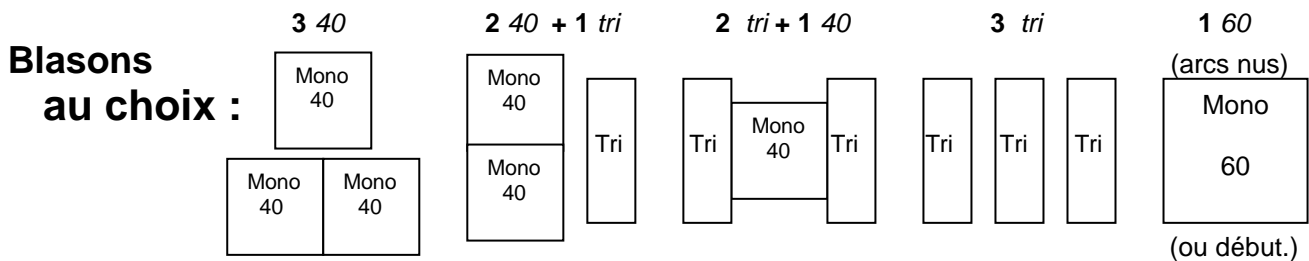 Blasons
au choix :
3 40
Mono
40
Mono
40
Mono
40
2 40 + 1 tri
Mono
40
Mono
40
Tri
2 tri + 1 40
Tri
Mono
40
Tri
3 tri
Tri
Tri
Tri
1 60
(arcs nus)
Mono
60
(ou début.)